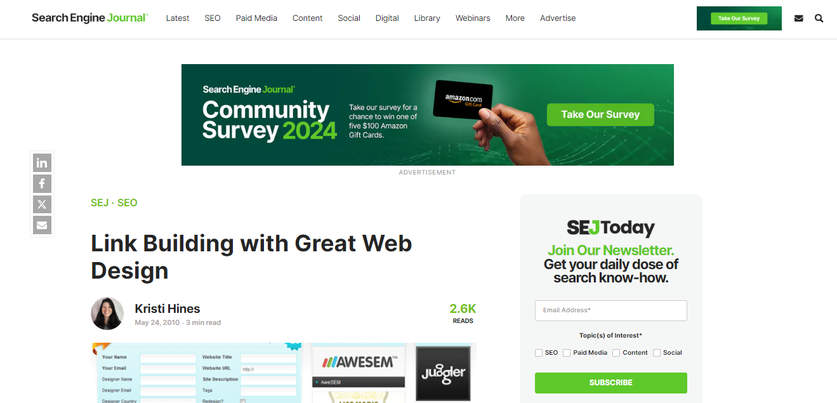 Search Engine Journal
Latest SEO Paid Media Content Social Digital Library Webinars More Advertise
Take Our Survey
Search Engine Journal
Community
Survey 2024
Take our survey for a
chance to win one of
five $100 Amazon
Gift Cards.
amazon.com
Gift Card
Take Our Survey
ADVERTISEMENT
SEJ · SEO
Link Building with Great Web
Design
Kristi Hines
May 24, 2010 · 3 min read
2.6K
READS
Your Name
Website Title
Your Email
Website URL
http://
Designer Name
Site Description
Designer Email
Tags
Designer Country
Redesign?
AWESEM
AweSEM
juggler
SEJToday
Join Our Newsletter.
Get your daily dose of
search know-how.
Email Address*
Topic(s) of Interest*
SEO Paid Media Content Social
SUBSCRIBE